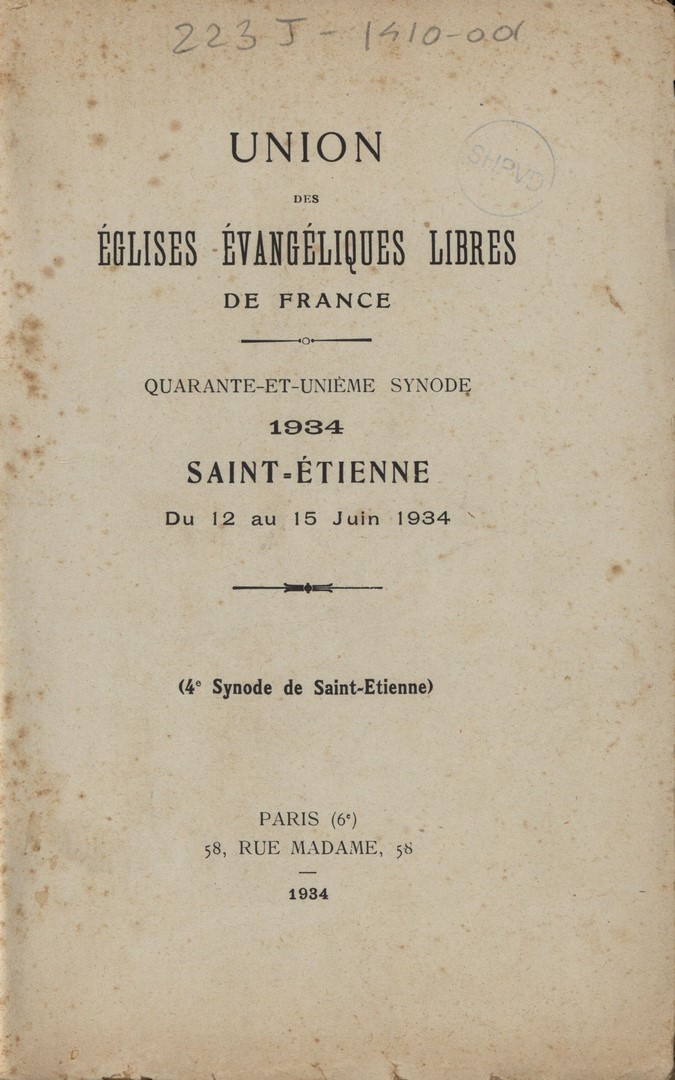 223 J - 1410-001
UNION
SHPVD
DES
ÉGLISES ÉVANGÉLIQUES LIBRES
DE FRANCE
QUARANTE-ET-UNIÈME SYNODE
1934
SAINT-ÉTIENNE
Du 12 au 15 Juin 1934
(4e Synode de Saint-Etienne)
PARIS (6e)
58, RUE MADAME, 58
1934